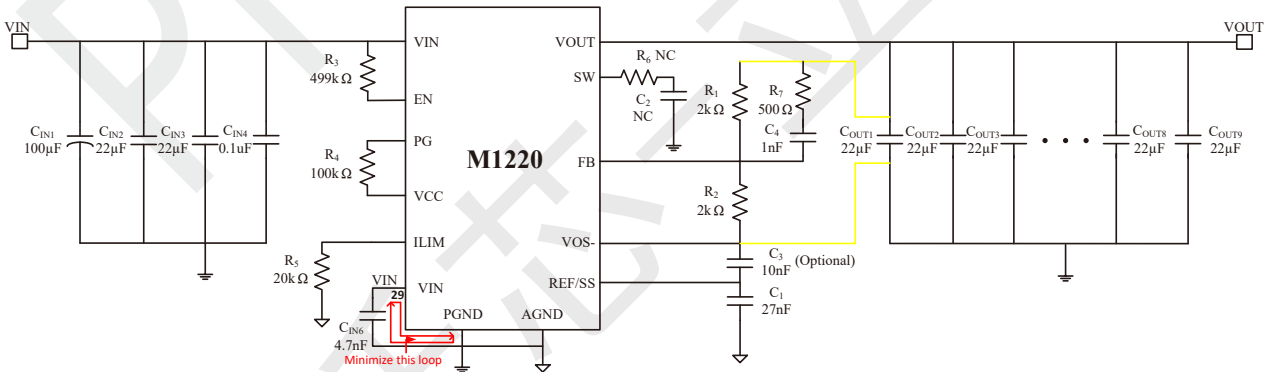 VIN
VOUT
M1220
VIN
EN
PG
VCC
ILIM
VIN
29
PGND
AGND
VOUT
SW
FB
VOS-
REF/SS
R3
499kΩ
R4
100kΩ
R5
20kΩ
CIN1
100μF
CIN2
22μF
CIN3
22μF
CIN4
0.1uF
VIN
CIN6
4.7nF
Minimize this loop
R6 NC
C2
NC
R1
2kΩ
R7
500Ω
C4
1nF
R2
2kΩ
C3
10nF
(Optional)
C1
27nF
COUT1
22μF
COUT2
22μF
COUT3
22μF
COUT8
22μF
COUT9
22μF